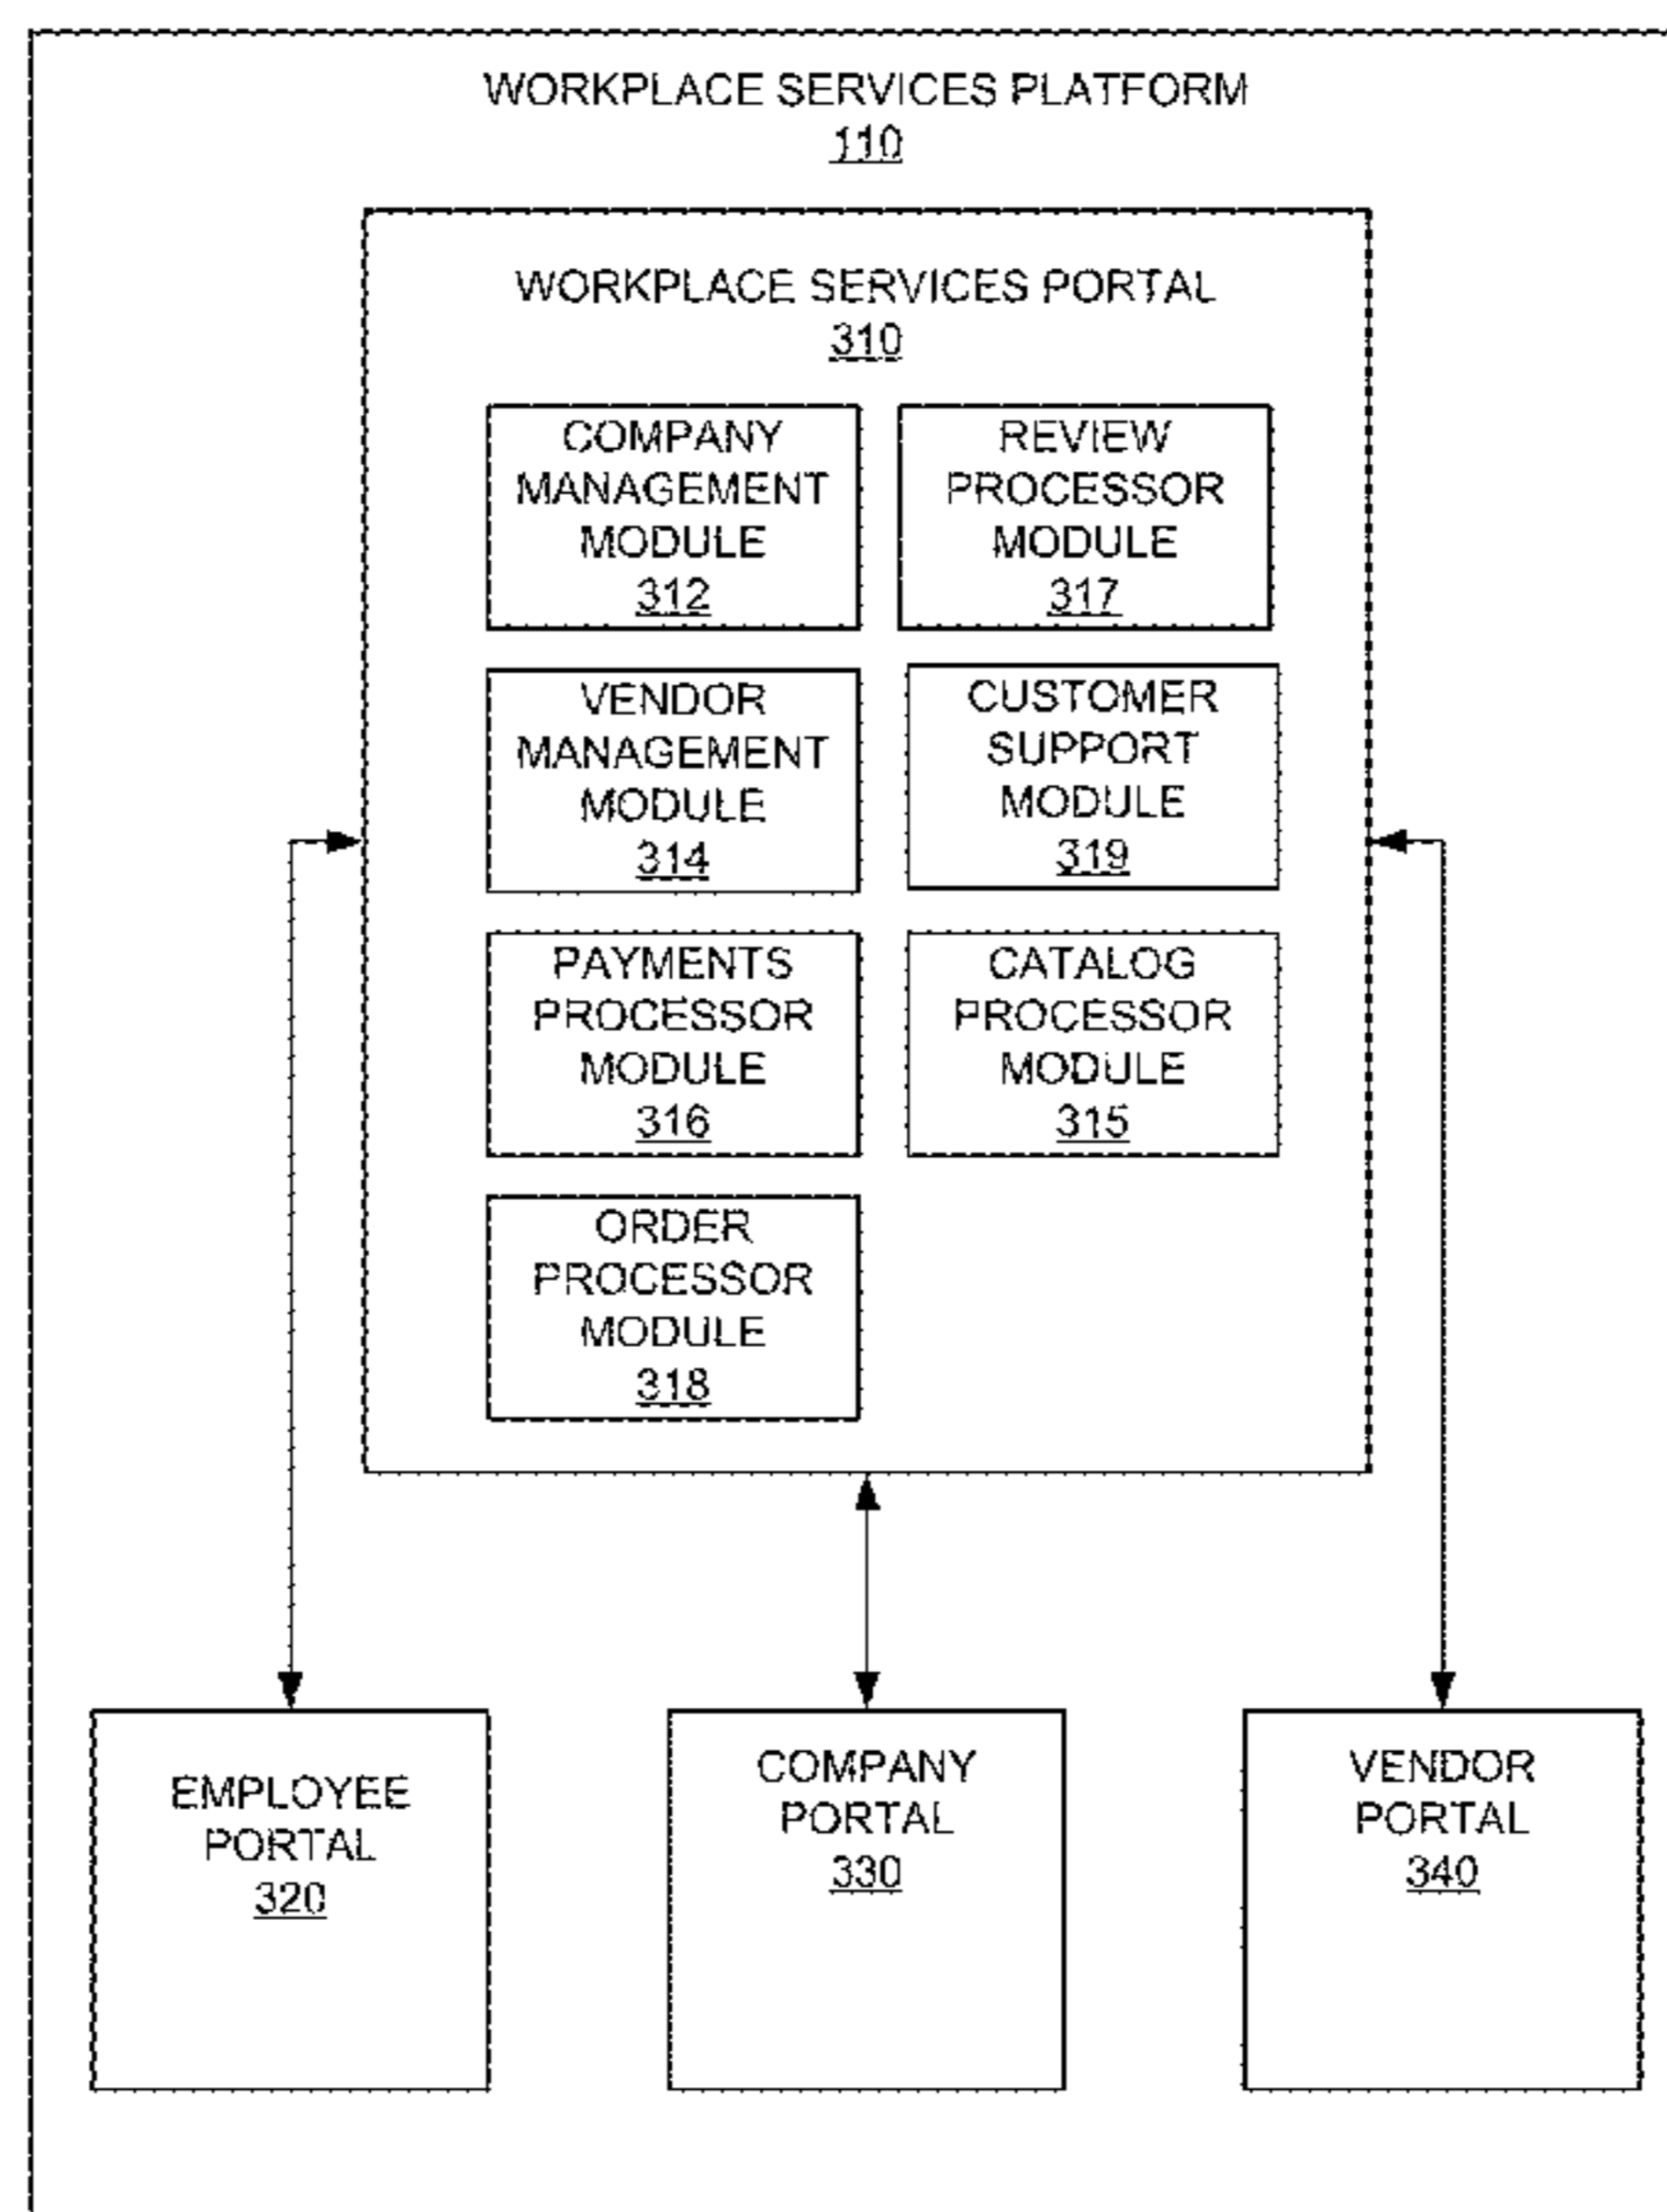 WORKPLACE SERVICES PLATFORM
110
WORKPLACE SERVICES PORTAL
310
COMPANY
MANAGEMENT
MODULE
312
REVIEW
PROCESSOR
MODULE
317
VENDOR
MANAGEMENT
MODULE
314
CUSTOMER
SUPPORT
MODULE
319
PAYMENTS
PROCESSOR
MODULE
316
CATALOG
PROCESSOR
MODULE
315
ORDER
PROCESSOR
MODULE
318
EMPLOYEE
PORTAL
320
COMPANY
PORTAL
330
VENDOR
PORTAL
340